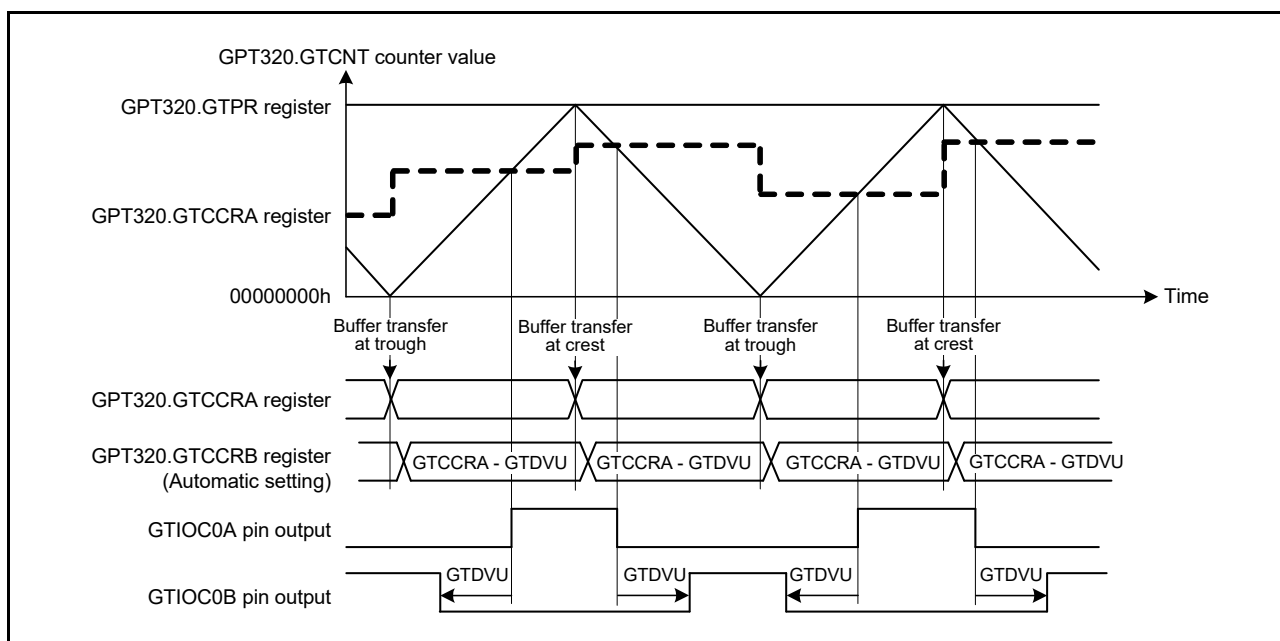 GPT320.GTCNT counter value
GPT320.GTPR register
GPT320.GTCCRA register
00000000h
Time
Buffer transfer
at trough
Buffer transfer
at crest
Buffer transfer
at trough
Buffer transfer
at crest
GPT320.GTCCRA register
GPT320.GTCCRB register
(Automatic setting)
GTCCRA - GTDVU
GTCCRA - GTDVU
GTCCRA - GTDVU
GTCCRA - GTDVU
GTIOC0A pin output
GTIOC0B pin output
GTDVU
GTDVU
GTDVU
GTDVU